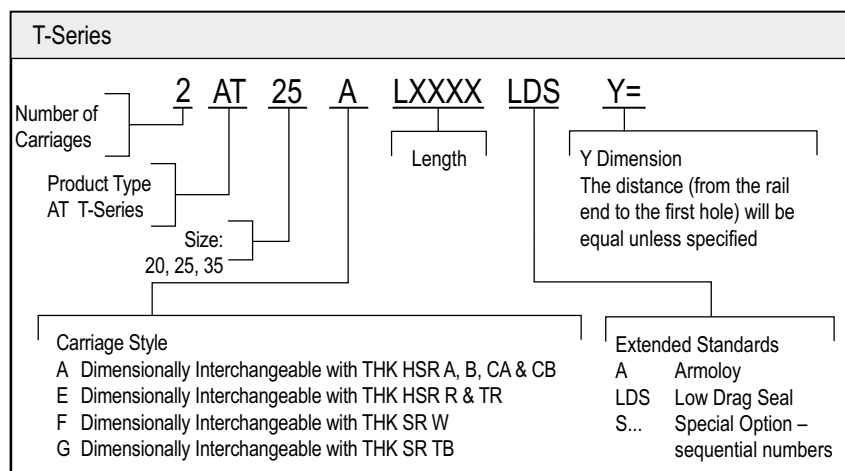 T-Series
2 AT 25 A LXXXX LDS Y=
Number of
Carriages
Length
Y Dimension
The distance (from the rail
end to the first hole) will be
equal unless specified
Product Type
AT T-Series
Size:
20, 25, 35
Carriage Style
A Dimensionally Interchangeable with THK HSR A, B, CA & CB
E Dimensionally Interchangeable with THK HSR R & TR
F Dimensionally Interchangeable with THK SR W
G Dimensionally Interchangeable with THK SR TB
Extended Standards
A Armoloy
LDS Low Drag Seal
S... Special Option –
sequential numbers